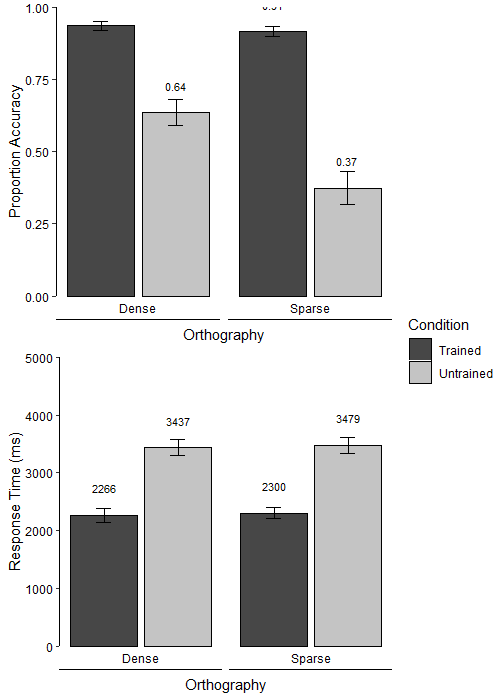 1.00
0.75
0.50
0.25
0.00
Proportion Accuracy
0.64
0.37
Dense
Sparse
Orthography
Condition
Trained
Untrained
5000
4000
3000
2000
1000
0
Response Time (ms)
2266
3437
2300
3479
Dense
Sparse
Orthography